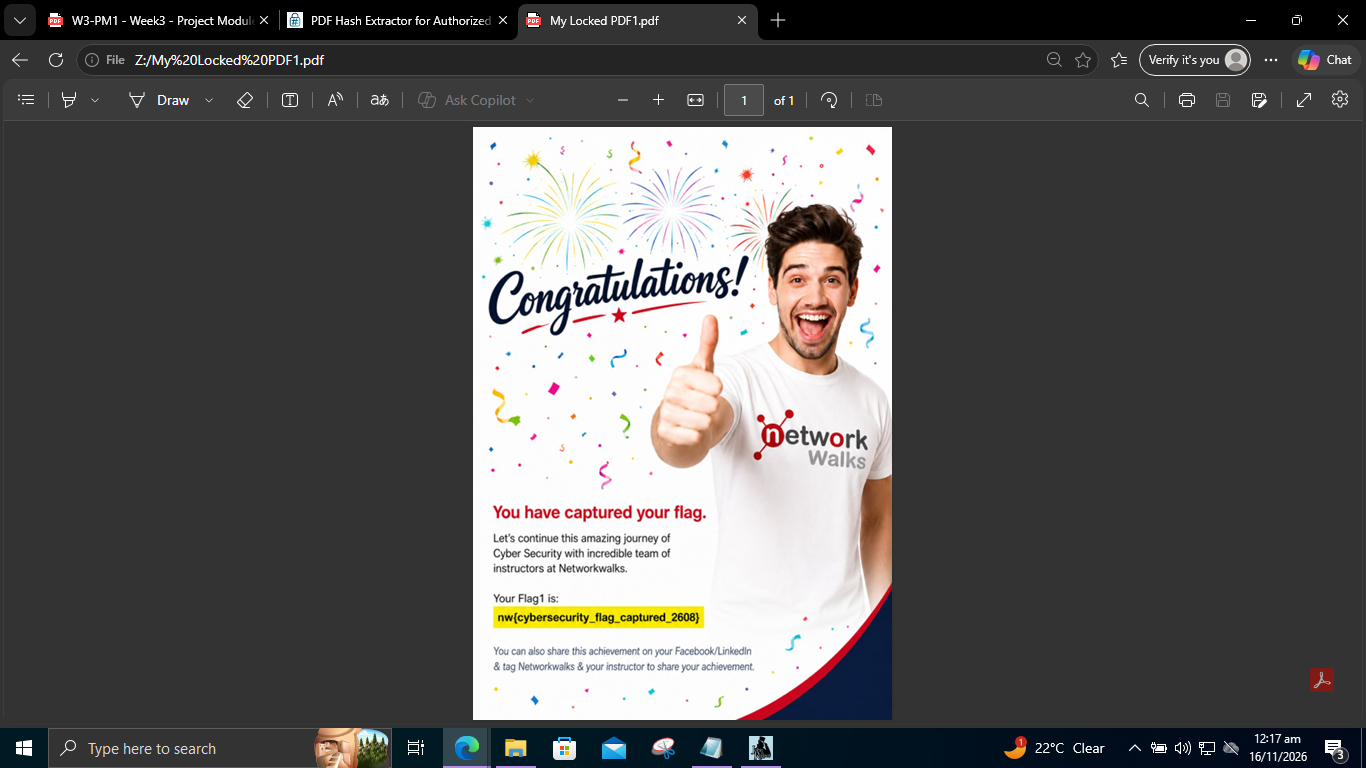 W3-PM1 - Week3 - Project Module
PDF Hash Extractor for Authorized
My Locked PDF1.pdf
File Z:/My%20Locked%20PDF1.pdf
Verify it's you
Chat
Draw
Ask Copilot
1 of 1
Congratulations!
network
Walks
You have captured your flag.
Let's continue this amazing journey of
Cyber Security with incredible team of
instructors at Networkwalks.
Your Flag1 is:
nw{cybersecurity_flag_captured_2608}
You can also share this achievement on your Facebook/LinkedIn
& tag Networkwalks & your instructor to share your achievement.
Type here to search
1
22°C Clear
12:17 am
16/11/2026
3